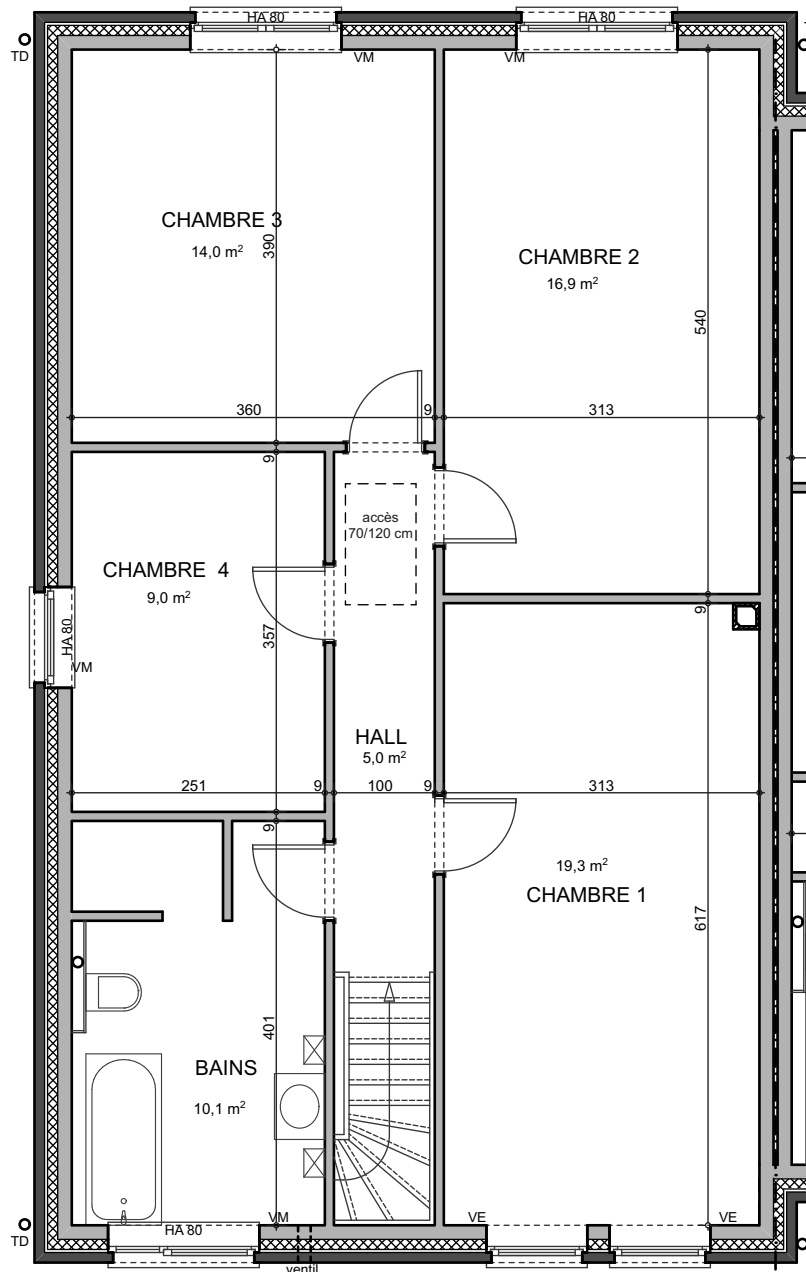 HA 80
HA 80
TD
VM
VM
CHAMBRE 3
14,0 m²
390
CHAMBRE 2
16,9 m²
540
360
9
313
9
accès
70/120 cm
CHAMBRE 4
9,0 m²
357
HA 80
VM
9
HALL
5,0 m²
251
9
100
9
313
9
19,3 m²
CHAMBRE 1
617
401
BAINS
10,1 m²
HA 80
VM
VE
VE
TD
ventil